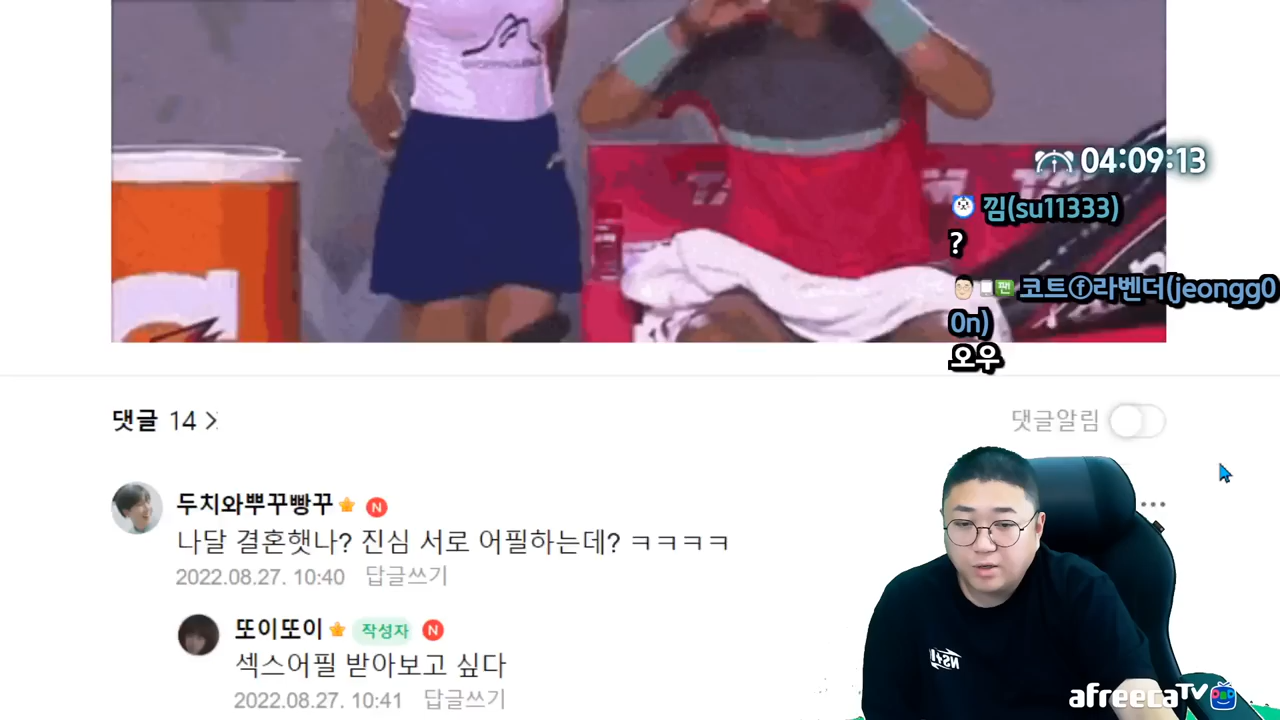 04:09:13
낌(su11333)
?
팬 코트ⓕ라벤더(jeongg0
0n)
오우
댓글 14 >
댓글알림
두치와뿌꾸빵꾸 N
나달 결혼햇나? 진심 서로 어필하는데? ㅋㅋㅋㅋ
2022.08.27. 10:40 답글쓰기
또이또이 작성자 N
섹스어필 받아보고 싶다
2022.08.27. 10:41 답글쓰기
afreecaTV